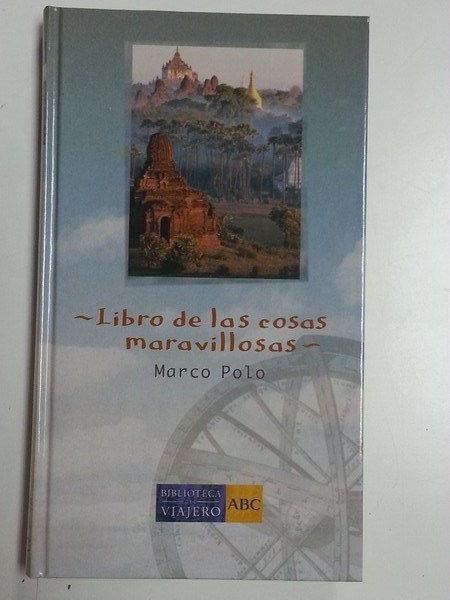 ~Libro de las cosas
maravillosas~
Marco Polo
BIBLIOTECA
VIAJERO
ABC